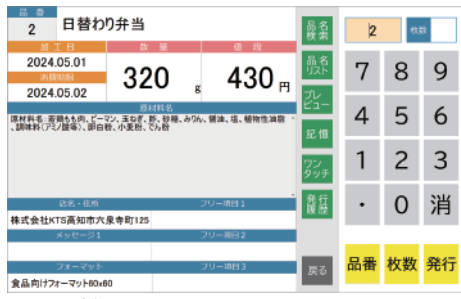 品番
2
日替わり弁当
加工日
数量
値段
2024.05.01
消費期限
2024.05.02
320 g
430 円
原材料名
原材料名:若鶏もも肉、ピーマン、玉ねぎ、酢、砂糖、みりん、醤油、塩、植物性油脂
、調味料(アミノ酸等)、卵白粉、小麦粉、でん粉
店名・住所
フリー項目1
株式会社KTS高知市六泉寺町125
メッセージ1
フリー項目2
フォーマット
フリー項目3
食品向けフォーマット60x60
品名
検索
品名
リスト
プレ
ビュー
記憶
ワン
タッチ
発行
履歴
戻る
2
枚数
7 8 9
4 5 6
1 2 3
・ 0 消
品番 枚数 発行